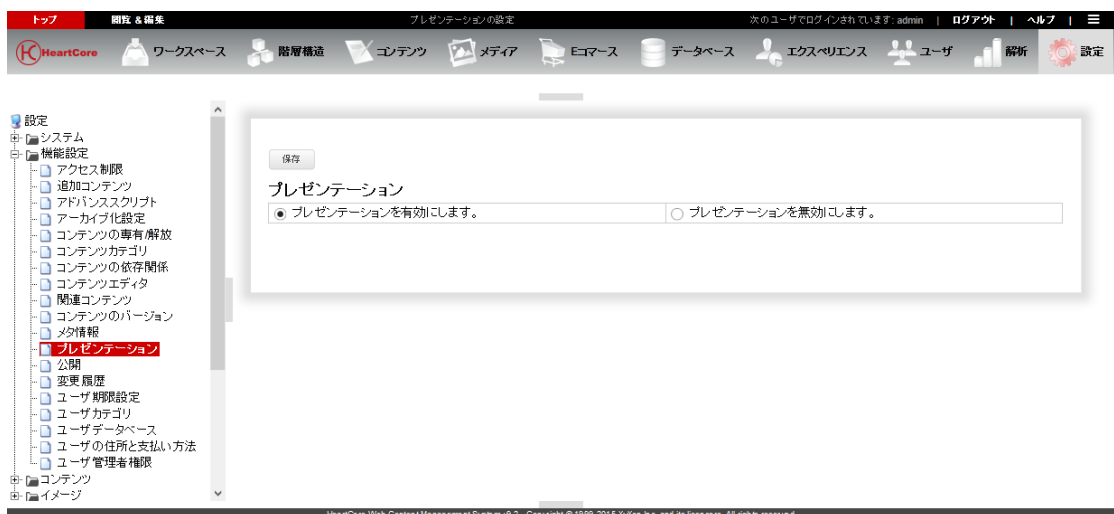 トップ 閲覧 & 編集 プレゼンテーションの設定 次のユーザでログインされています: admin | ログアウト | ヘルプ |
HeartCore ワークスペース 階層構造 コンテンツ メディア Eコマース データベース エクスペリエンス ユーザ 解析 設定
設定
システム
機能設定
アクセス制限
追加コンテンツ
アドバンススクリプト
アーカイブ化設定
コンテンツの専有/解放
コンテンツカテゴリ
コンテンツの依存関係
コンテンツエディタ
関連コンテンツ
コンテンツのバージョン
メタ情報
プレゼンテーション
公開
変更履歴
ユーザ期限設定
ユーザカテゴリ
ユーザデータベース
ユーザの住所と支払い方法
ユーザ管理者権限
コンテンツ
イメージ
保存
プレゼンテーション
プレゼンテーションを有効にします。 プレゼンテーションを無効にします。